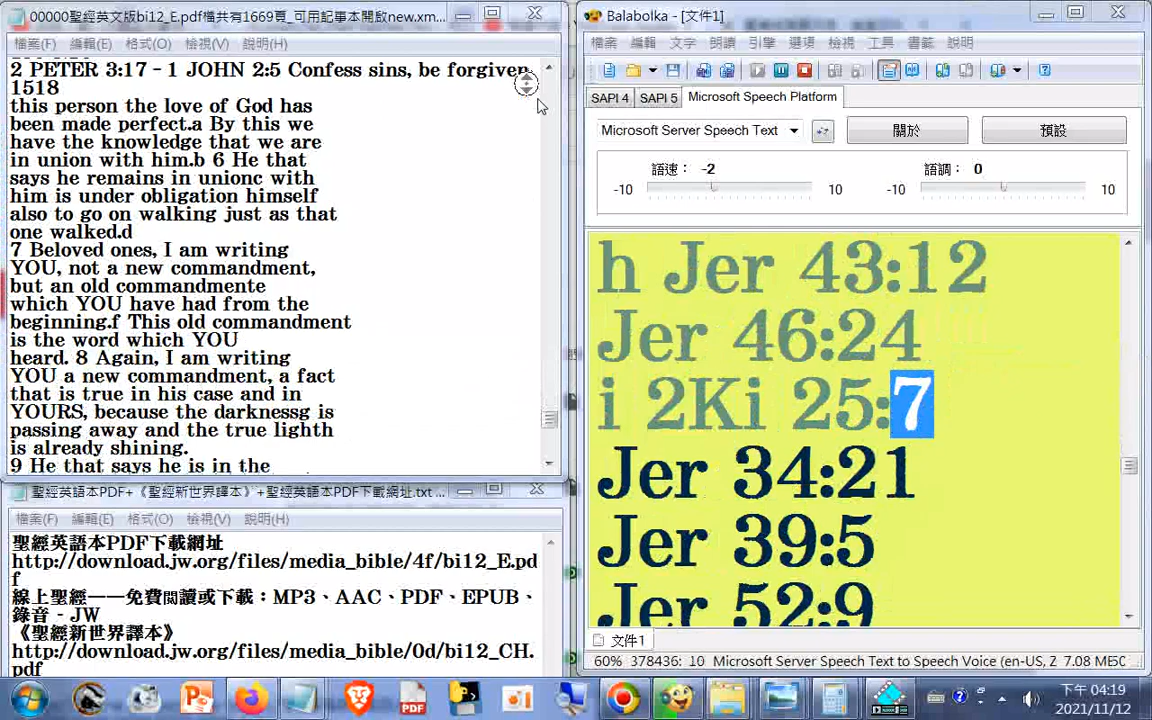 00000聖經英文版bi12_E.pdf檔共有1669頁_可用記事本開啟new.xm...
檔案(F) 編輯(E) 格式(O) 檢視(V) 說明(H)
2 PETER 3:17－1 JOHN 2:5 Confess sins, be forgiven
1518
this person the love of God has
been made perfect.a By this we
have the knowledge that we are
in union with him.b 6 He that
says he remains in unionc with
him is under obligation himself
also to go on walking just as that
one walked.d
7 Beloved ones, I am writing
YOU, not a new commandment,
but an old commandmente
which YOU have had from the
beginning.f This old commandment
is the word which YOU
heard. 8 Again, I am writing
YOU a new commandment, a fact
that is true in his case and in
YOURS, because the darknessg is
passing away and the true lighth
is already shining.
9 He that says he is in the
聖經英語本PDF+《聖經新世界譯本》+聖經英語本PDF下載網址.txt ...
檔案(F) 編輯(E) 格式(O) 檢視(V) 說明(H)
聖經英語本PDF下載網址
http://download.jw.org/files/media_bible/4f/bi12_E.pd
f
線上聖經——免費閱讀或下載：MP3、AAC、PDF、EPUB、
錄音 - JW
《聖經新世界譯本》
http://download.jw.org/files/media_bible/0d/bi12_CH.
pdf
Balabolka - [文件1]
檔案 編輯 文字 朗讀 引擎 選項 檢視 工具 書籤 說明
SAPI 4 SAPI 5 Microsoft Speech Platform
Microsoft Server Speech Text 關於 預設
語速： -2 語調： 0
-10 10 -10 10
h Jer 43:12
Jer 46:24
i 2Ki 25:7
Jer 34:21
Jer 39:5
Jer 52:9
文件1
60% 378436: 10 Microsoft Server Speech Text to Speech Voice (en-US, Z 7.08 МБ
下午 04:19
2021/11/12